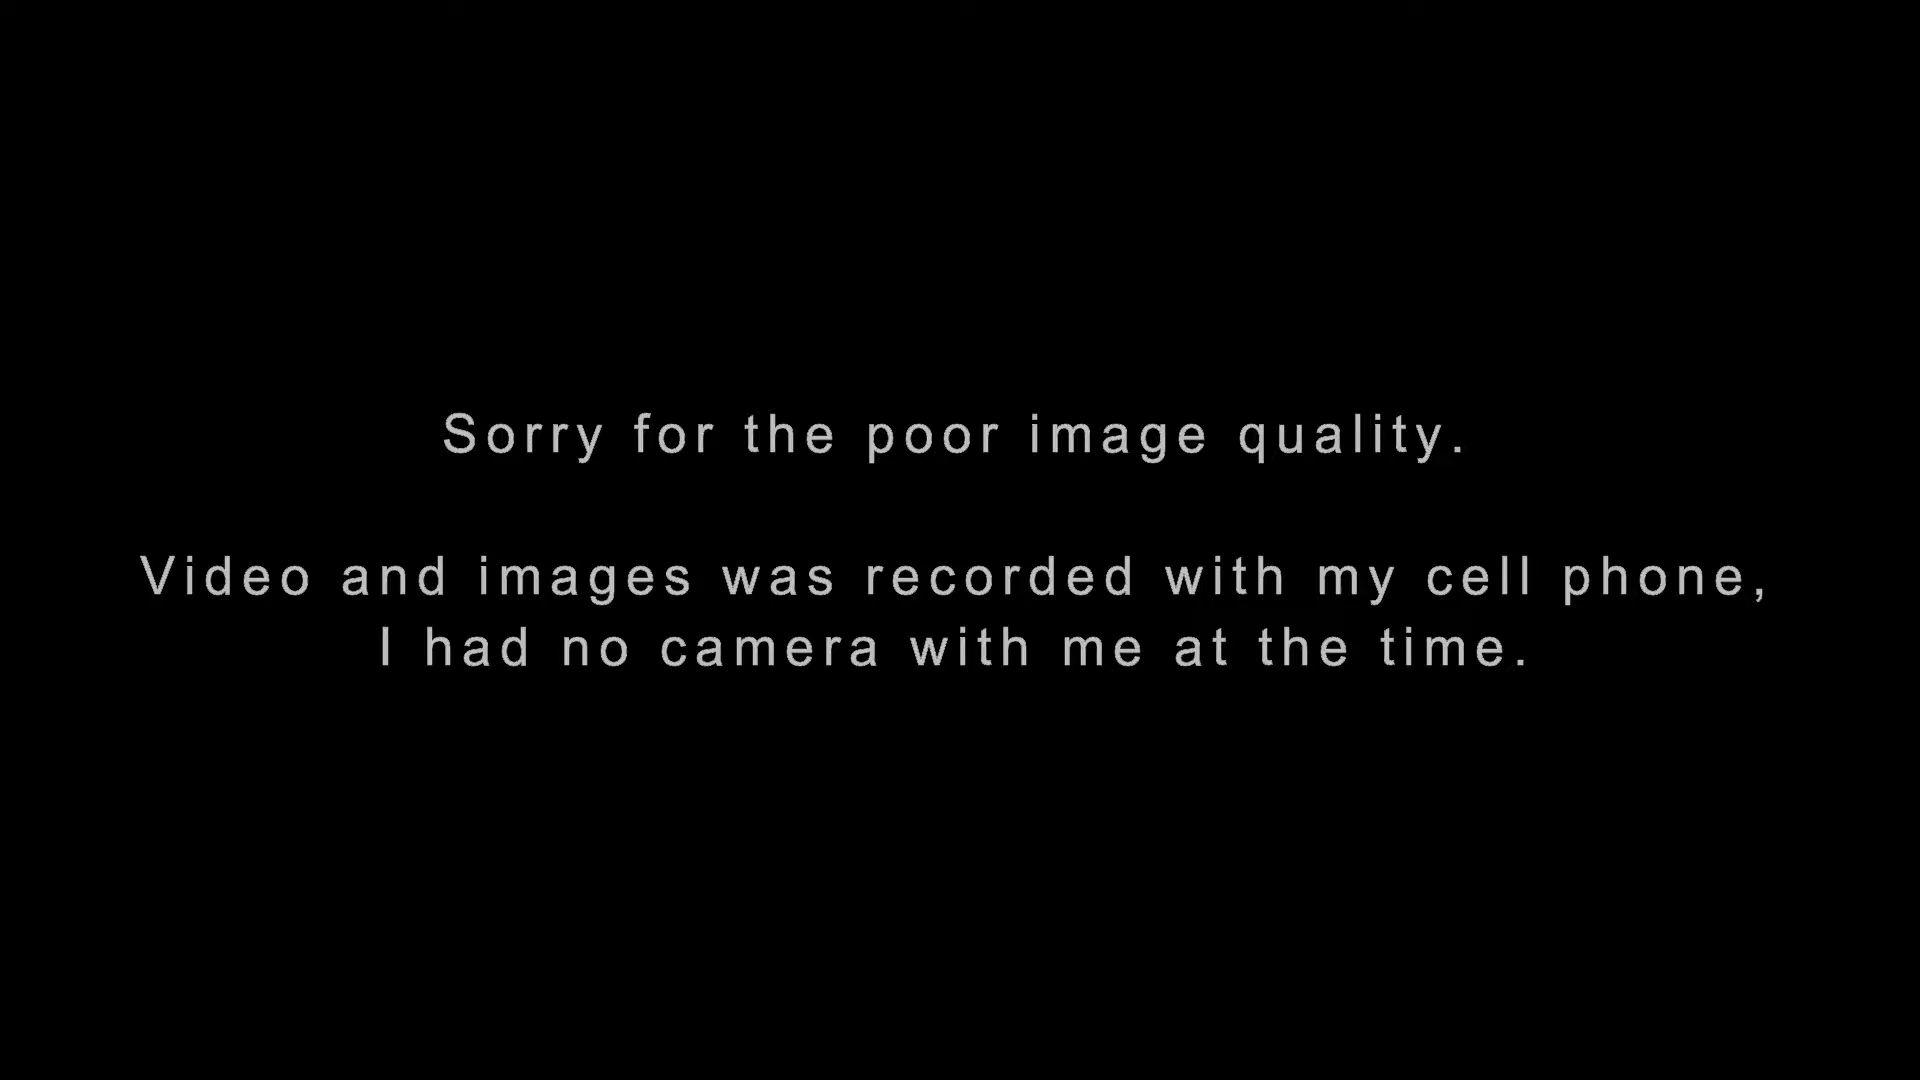 Sorry for the poor image quality.
Video and images was recorded with my cell phone,
I had no camera with me at the time.